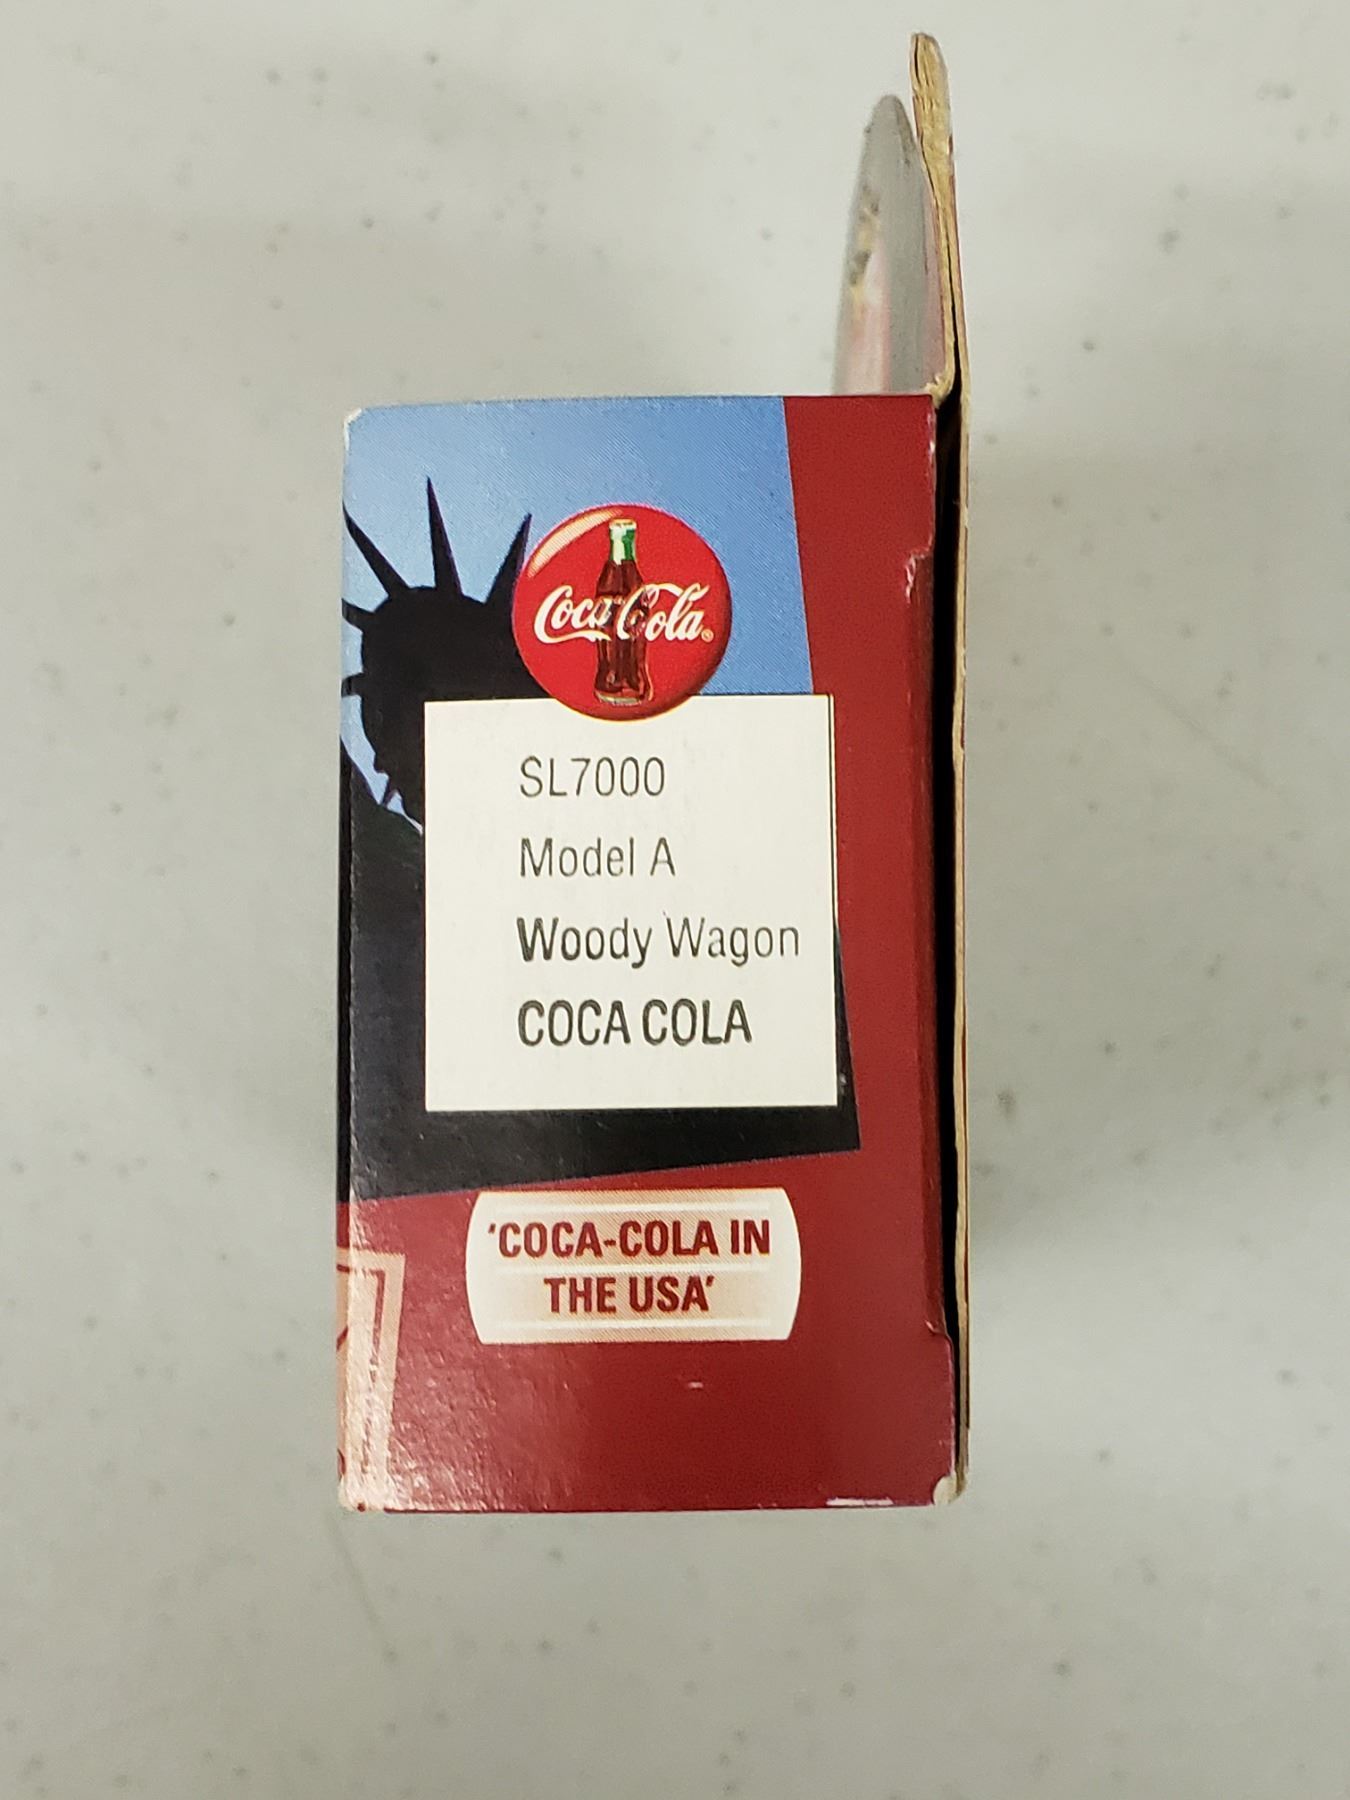 Coca-Cola®
SL7000
Model A
Woody Wagon
COCA COLA
'COCA-COLA IN
THE USA'